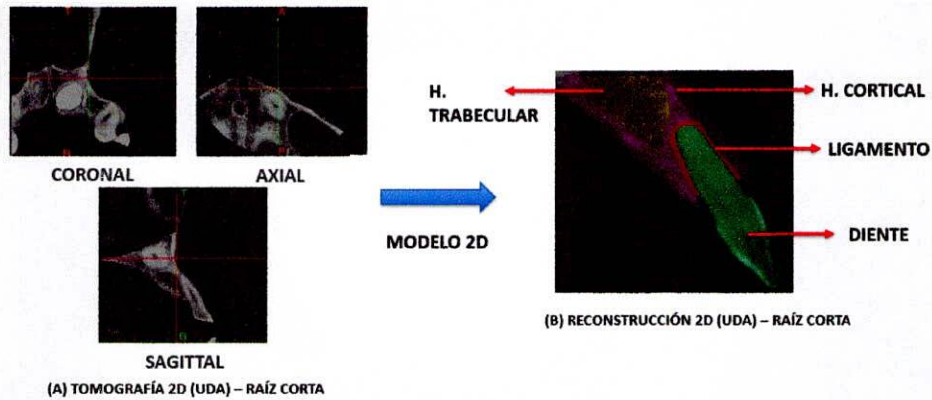 CORONAL
AXIAL
SAGITTAL
(A) TOMOGRAFÍA 2D (UDA) – RAÍZ CORTA
MODELO 2D
H.
TRABECULAR
H. CORTICAL
LIGAMENTO
DIENTE
(B) RECONSTRUCCIÓN 2D (UDA) – RAÍZ CORTA